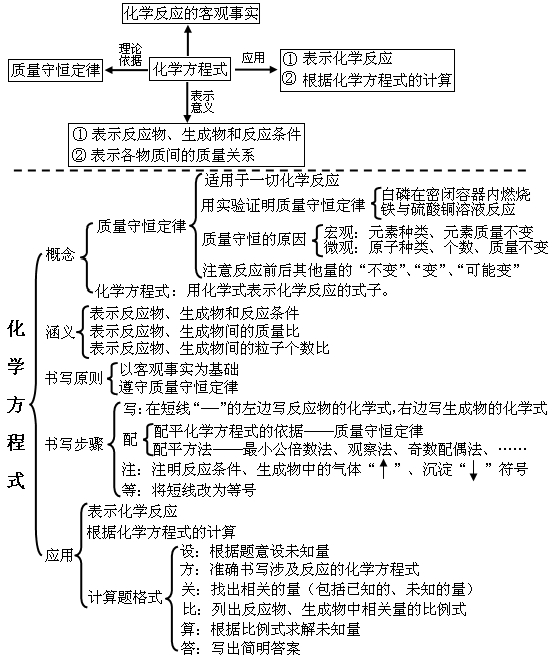 化学反应的客观事实
质量守恒定律
理论
依据
化学方程式
应用
① 表示化学反应
② 根据化学方程式的计算
表示
意义
① 表示反应物、生成物和反应条件
② 表示各物质间的质量关系
化学方程式
概念
质量守恒定律
适用于一切化学反应
用实验证明质量守恒定律
白磷在密闭容器内燃烧
铁与硫酸铜溶液反应
质量守恒的原因
宏观：元素种类、元素质量不变
微观：原子种类、个数、质量不变
注意反应前后其他量的“不变”、“变”、“可能变”
化学方程式：用化学式表示化学反应的式子。
涵义
表示反应物、生成物和反应条件
表示反应物、生成物间的质量比
表示反应物、生成物间的粒子个数比
书写原则
以客观事实为基础
遵守质量守恒定律
书写步骤
写：在短线“—”的左边写反应物的化学式，右边写生成物的化学式
配
配平化学方程式的依据——质量守恒定律
配平方法——最小公倍数法、观察法、奇数配偶法、……
注：注明反应条件、生成物中的气体“↑”、沉淀“↓”符号
等：将短线改为等号
应用
表示化学反应
根据化学方程式的计算
计算题格式
设：根据题意设未知量
方：准确书写涉及反应的化学方程式
关：找出相关的量（包括已知的、未知的量）
比：列出反应物、生成物中相关量的比例式
算：根据比例式求解未知量
答：写出简明答案